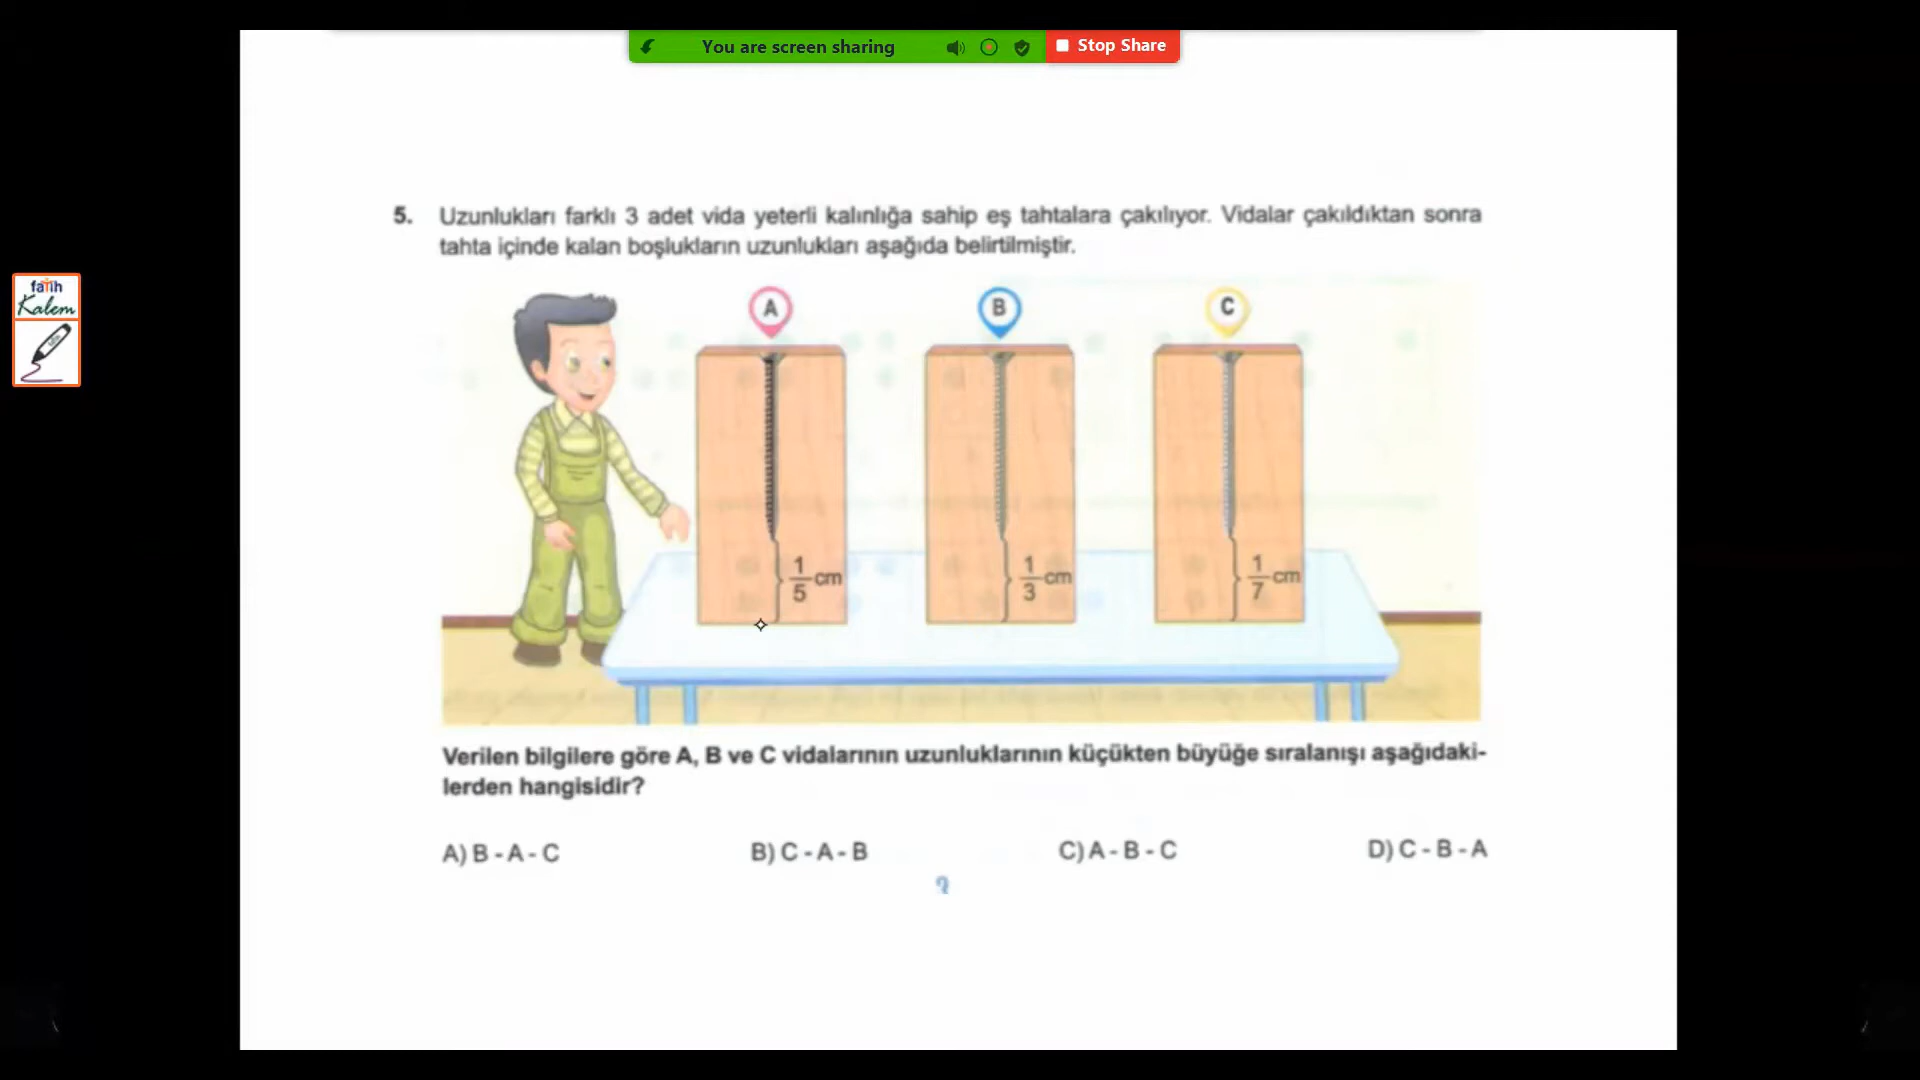 You are screen sharing
Stop Share
fatih
Kalem
5. Uzunlukları farklı 3 adet vida yeterli kalınlığa sahip eş tahtalara çakılıyor. Vidalar çakıldıktan sonra
tahta içinde kalan boşlukların uzunlukları aşağıda belirtilmiştir.
A B C
1/5 cm 1/3 cm 1/7 cm
Verilen bilgilere göre A, B ve C vidalarının uzunluklarının küçükten büyüğe sıralanışı aşağıdaki-
lerden hangisidir?
A) B - A - C B) C - A - B C) A - B - C D) C - B - A